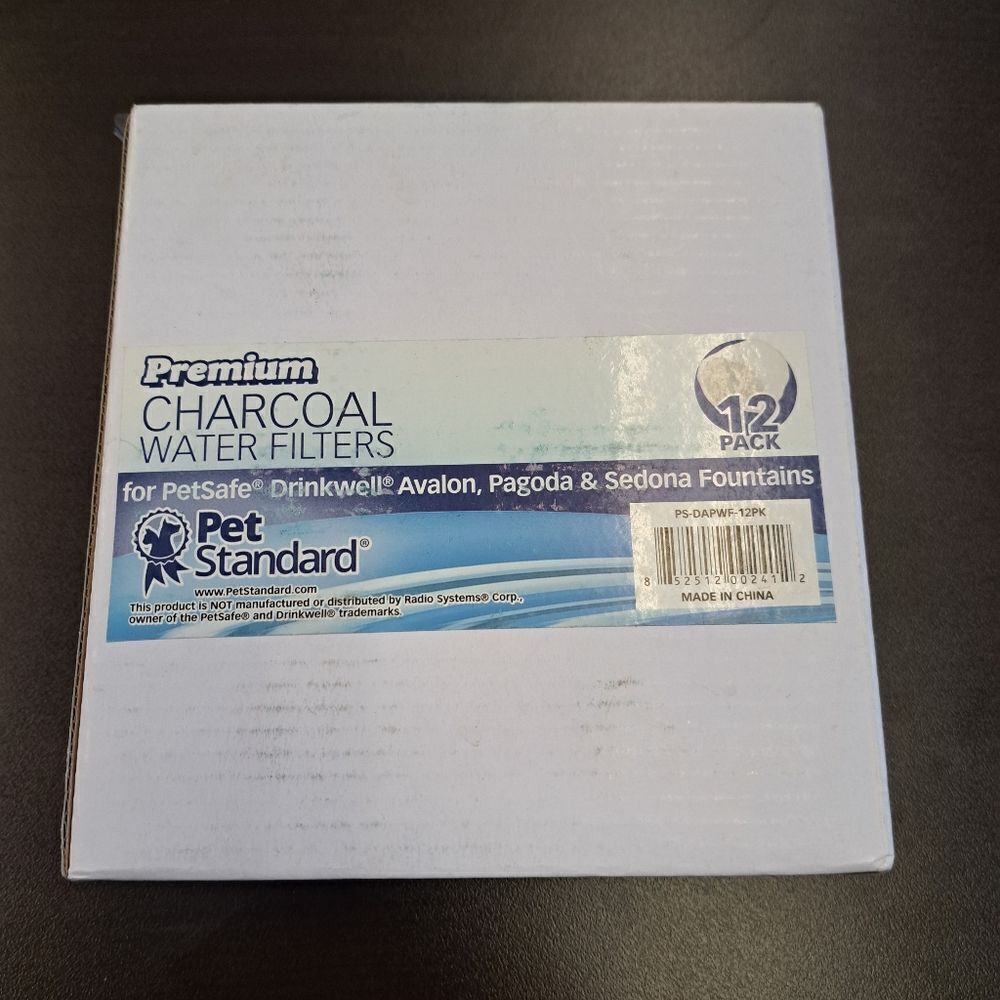 Premium
CHARCOAL
WATER FILTERS
12
PACK
for PetSafe® Drinkwell® Avalon, Pagoda & Sedona Fountains
Pet
Standard®
www.PetStandard.com
This product is NOT manufactured or distributed by Radio Systems® Corp.,
owner of the PetSafe® and Drinkwell® trademarks.
PS-DAPWF-12PK
8 52512 00241 2
MADE IN CHINA